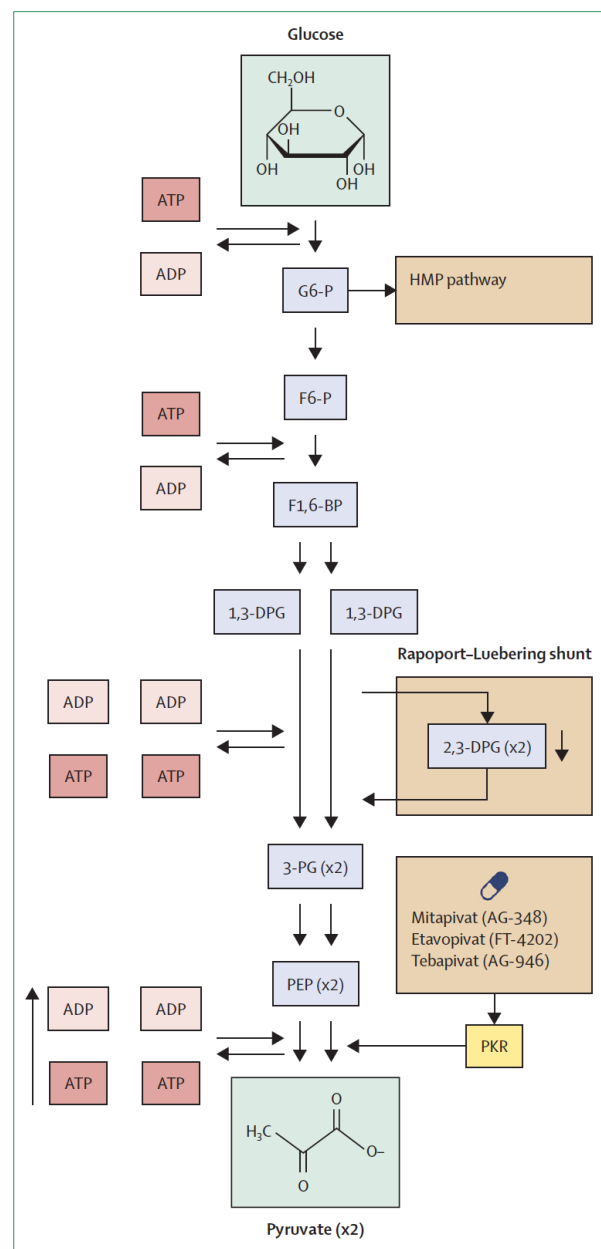 Glucose
CH₂OH
O
OH
OH
OH
OH
ATP
ADP
G6-P
HMP pathway
F6-P
ATP
ADP
F1,6-BP
1,3-DPG
1,3-DPG
Rapoport–Luebering shunt
ADP
ADP
2,3-DPG (x2)
ATP
ATP
3-PG (x2)
Mitapivat (AG-348)
Etavopivat (FT-4202)
Tebapivat (AG-946)
PEP (x2)
ADP
ADP
PKR
ATP
ATP
O
H₃C
O–
O
Pyruvate (x2)